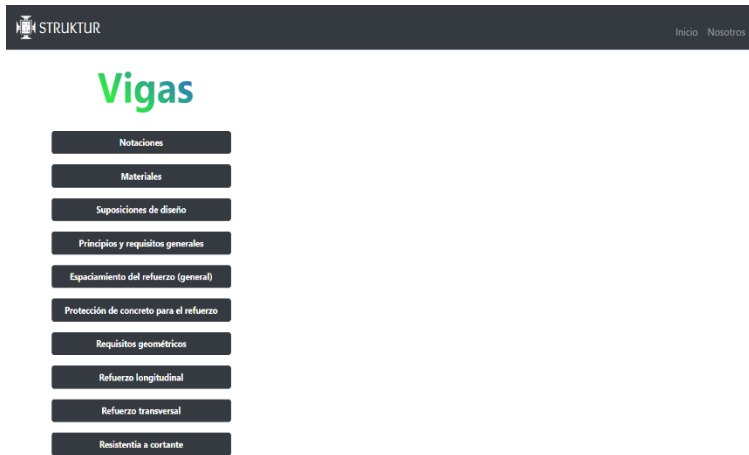 STRUKTUR
Inicio Nosotros
Vigas
Notaciones
Materiales
Suposiciones de diseño
Principios y requisitos generales
Espaciamiento del refuerzo (general)
Protección de concreto para el refuerzo
Requisitos geométricos
Refuerzo longitudinal
Refuerzo transversal
Resistentia a cortante